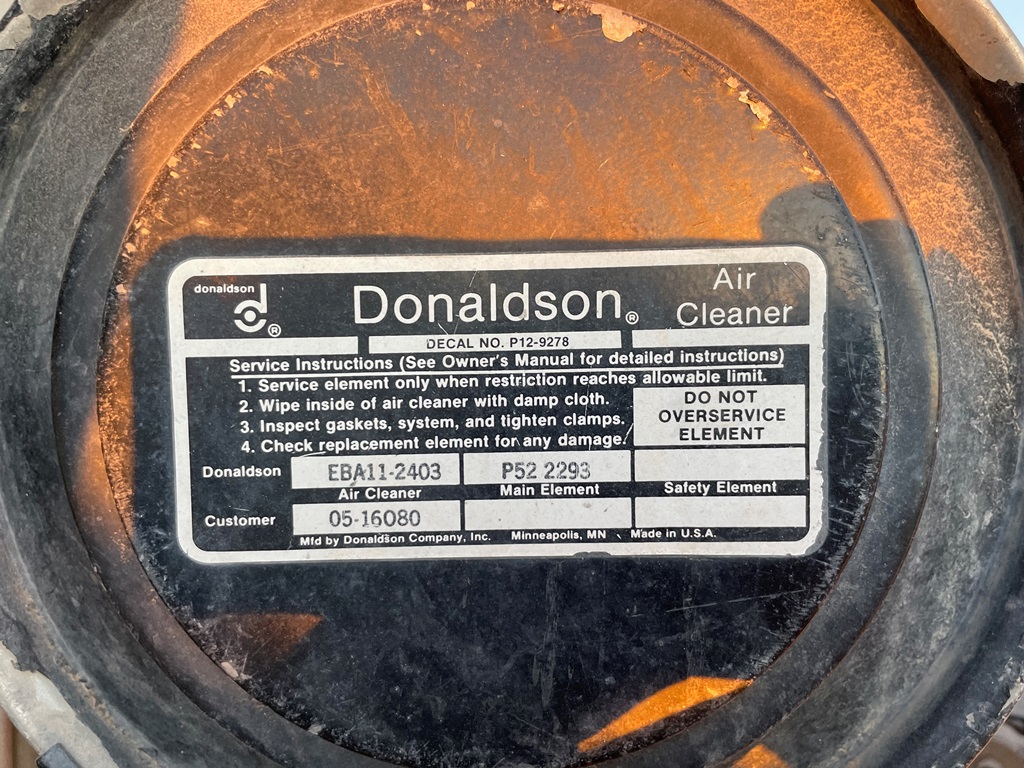 donaldson
®
Donaldson®
Air
Cleaner
DECAL NO. P12-9278
Service Instructions (See Owner's Manual for detailed instructions)
1. Service element only when restriction reaches allowable limit.
2. Wipe inside of air cleaner with damp cloth.
3. Inspect gaskets, system, and tighten clamps.
4. Check replacement element for any damage.
DO NOT
OVERSERVICE
ELEMENT
Donaldson EBA11-2403 P52 2293
Air Cleaner Main Element Safety Element
Customer 05-16080
Mfd by Donaldson Company, Inc. Minneapolis, MN Made in U.S.A.